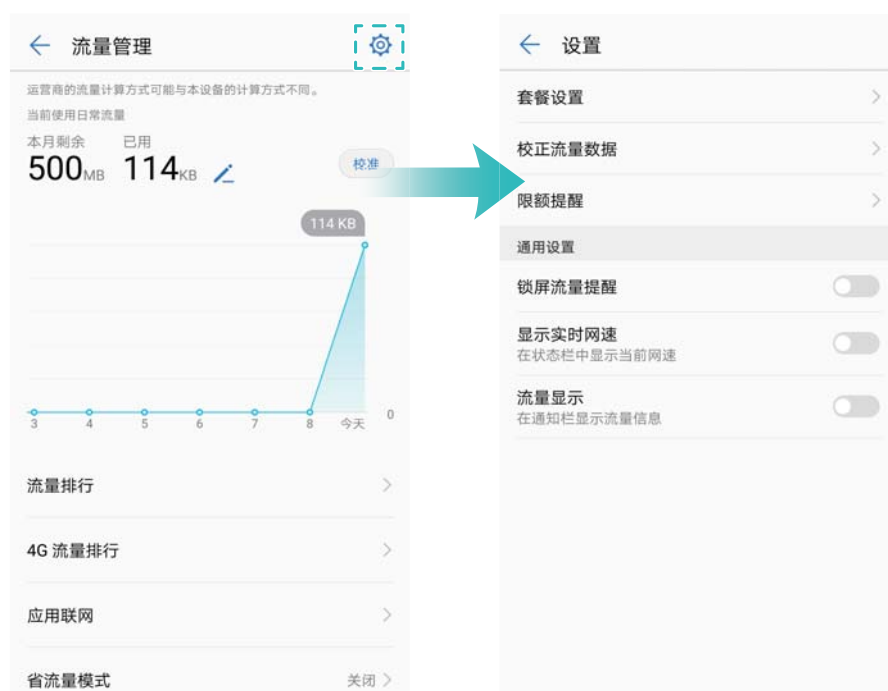 流量管理
运营商的流量计算方式可能与本设备的计算方式不同。
当前使用日常流量
本月剩余 已用
500MB 114KB
校准
114 KB
0
3 4 5 6 7 8 今天
流量排行
4G 流量排行
应用联网
省流量模式 关闭
设置
套餐设置
校正流量数据
限额提醒
通用设置
锁屏流量提醒
显示实时网速
在状态栏中显示当前网速
流量显示
在通知栏显示流量信息